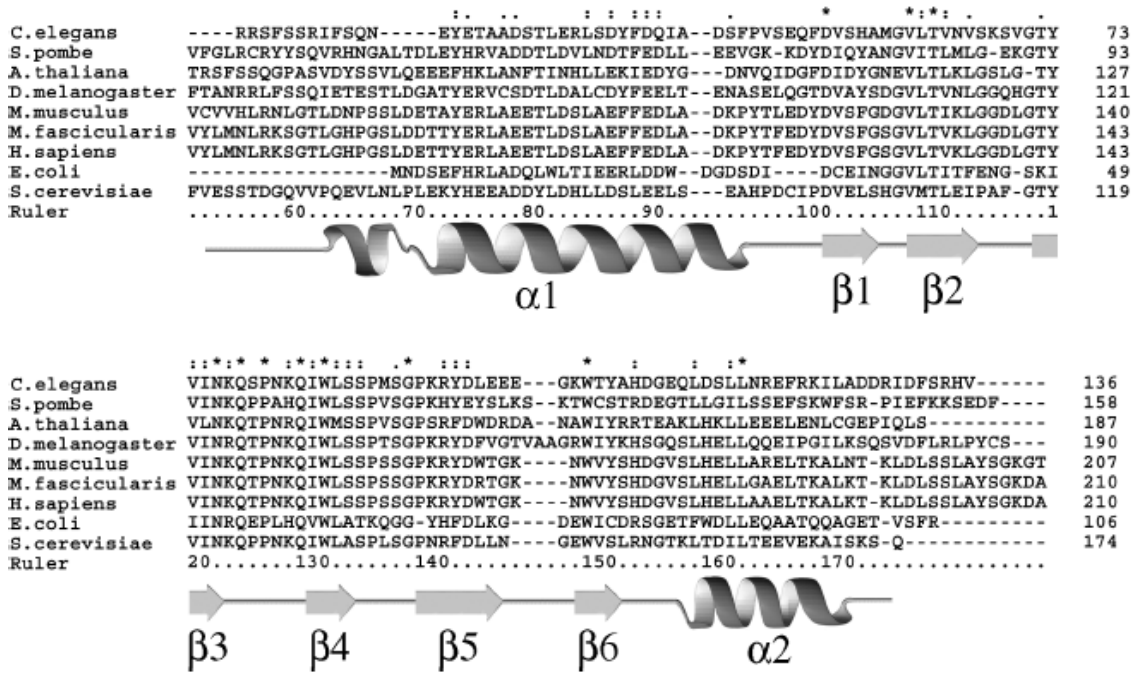 : . . . : : : : : . * * : * : . .
C.elegans ----RRSFSSRIFSQN-----EYETAADSTLERLSDYFDQIA--DSFPVSEQFDVSHAMGVLTVNVSKSVGTY 73
S.pombe VFGLRCRYYSQVRHNGALTDLEYHRVADDTLDVLNDTFEDLL--EEVGK-KDYDIQYANGVITLMLG-EKGTY 93
A.thaliana TRSFSSQGPASVDYSSVLQEEEFHKLANFTINHLLEKIEDYG---DNVQIDGFDIDYGNEVLTLKLGSLG-TY 127
D.melanogaster FTANRRLFSSQIETESTLDGATYERVCSDTLDALCDYFEELT--ENASELQGTDVAYSDGVLTVNLGGQHGTY 121
M.musculus VCVVHLRNLGTLDNPSSLDETAYERLAEETLDSLAEFFEDLA--DKPYTLEDYDVSFGDGVLTVKLGGDLGTY 140
M.fascicularis VYLMNLRKSGTLGHPGSLDDTTYERLAEETLDSLAEFFEDLA--DKPYTFEDYDVSFGSGVLTVKLGGDLGTY 143
H.sapiens VYLMNLRKSGTLGHPGSLDETTYERLAEETLDSLAEFFEDLA--DKPYTFEDYDVSFGSGVLTVKLGGDLGTY 143
E.coli -----------------MNDSEFHRLADQLWLTIEERLDDW--DGDSDI----DCEINGGVLTITFENG-SKI 49
S.cerevisiae FVESSTDGQVVPQEVLNLPLEKYHEEADDYLDHLLDSLEELS---EAHPDCIPDVELSHGVMTLEIPAF-GTY 119
Ruler ........60........70........80........90.......100.......110.........1
α1 β1 β2
::*:* * :*:*::: .* ::: * : : :*
C.elegans VINKQSPNKQIWLSSPMSGPKRYDLEEE---GKWTYAHDGEQLDSLLNREFRKILADDRIDFSRHV------ 136
S.pombe VINKQPPAHQIWLSSPVSGPKHYEYSLKS--KTWCSTRDEGTLLGILSSEFSKWFSR-PIEFKKSEDF---- 158
A.thaliana VLNKQTPNRQIWMSSPVSGPSRFDWDRDA--NAWIYRRTEAKLHKLLEEELENLCGEPIQLS---------- 187
D.melanogaster VINRQTPNKQIWLSSPTSGPKRYDFVGTVAAGRWIYKHSGQSLHELLQQEIPGILKSQSVDFLRLPYCS--- 190
M.musculus VINKQTPNKQIWLSSPSSGPKRYDWTGK----NWVYSHDGVSLHELLARELTKALNT-KLDLSSLAYSGKGT 207
M.fascicularis VINKQTPNKQIWLSSPSSGPKRYDRTGK----NWVYSHDGVSLHELLGAELTKALKT-KLDLSSLAYSGKDA 210
H.sapiens VINKQTPNKQIWLSSPSSGPKRYDWTGK----NWVYSHDGVSLHELLAAELTKALKT-KLDLSSLAYSGKDA 210
E.coli IINRQEPLHQVWLATKQGG-YHFDLKG----DEWICDRSGETFWDLLEQAATQQAGET-VSFR--------- 106
S.cerevisiae VINKQPPNKQIWLASPLSGPNRFDLLN----GEWVSLRNGTKLTDILTEEVEKAISKS-Q------------ 174
Ruler 20.......130.......140.......150.......160.......170................
β3 β4 β5 β6 α2